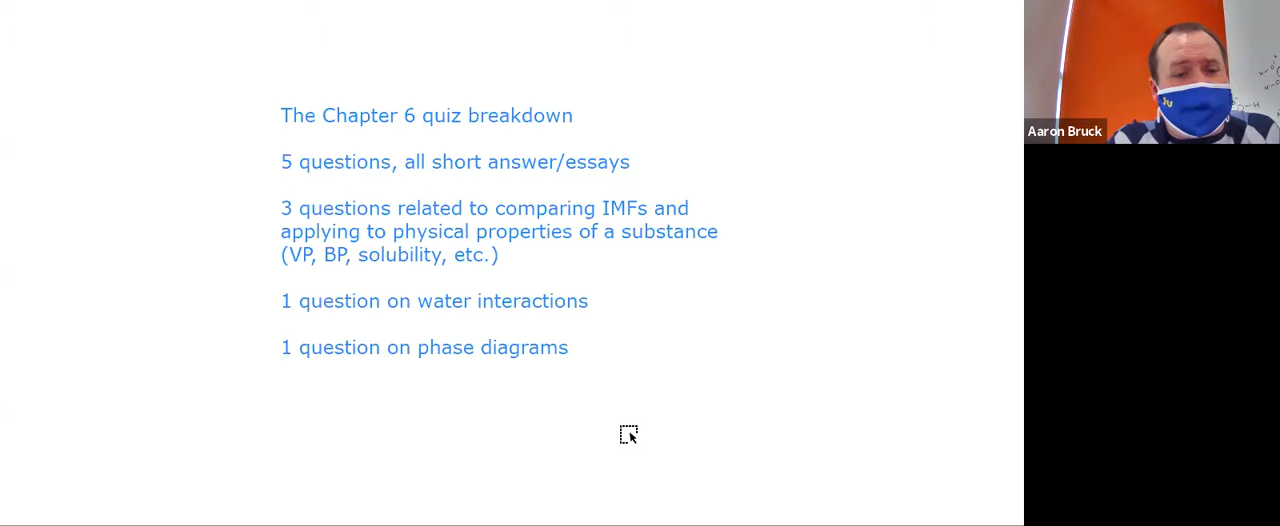 The Chapter 6 quiz breakdown
5 questions, all short answer/essays
3 questions related to comparing IMFs and
applying to physical properties of a substance
(VP, BP, solubility, etc.)
1 question on water interactions
1 question on phase diagrams
Aaron Bruck